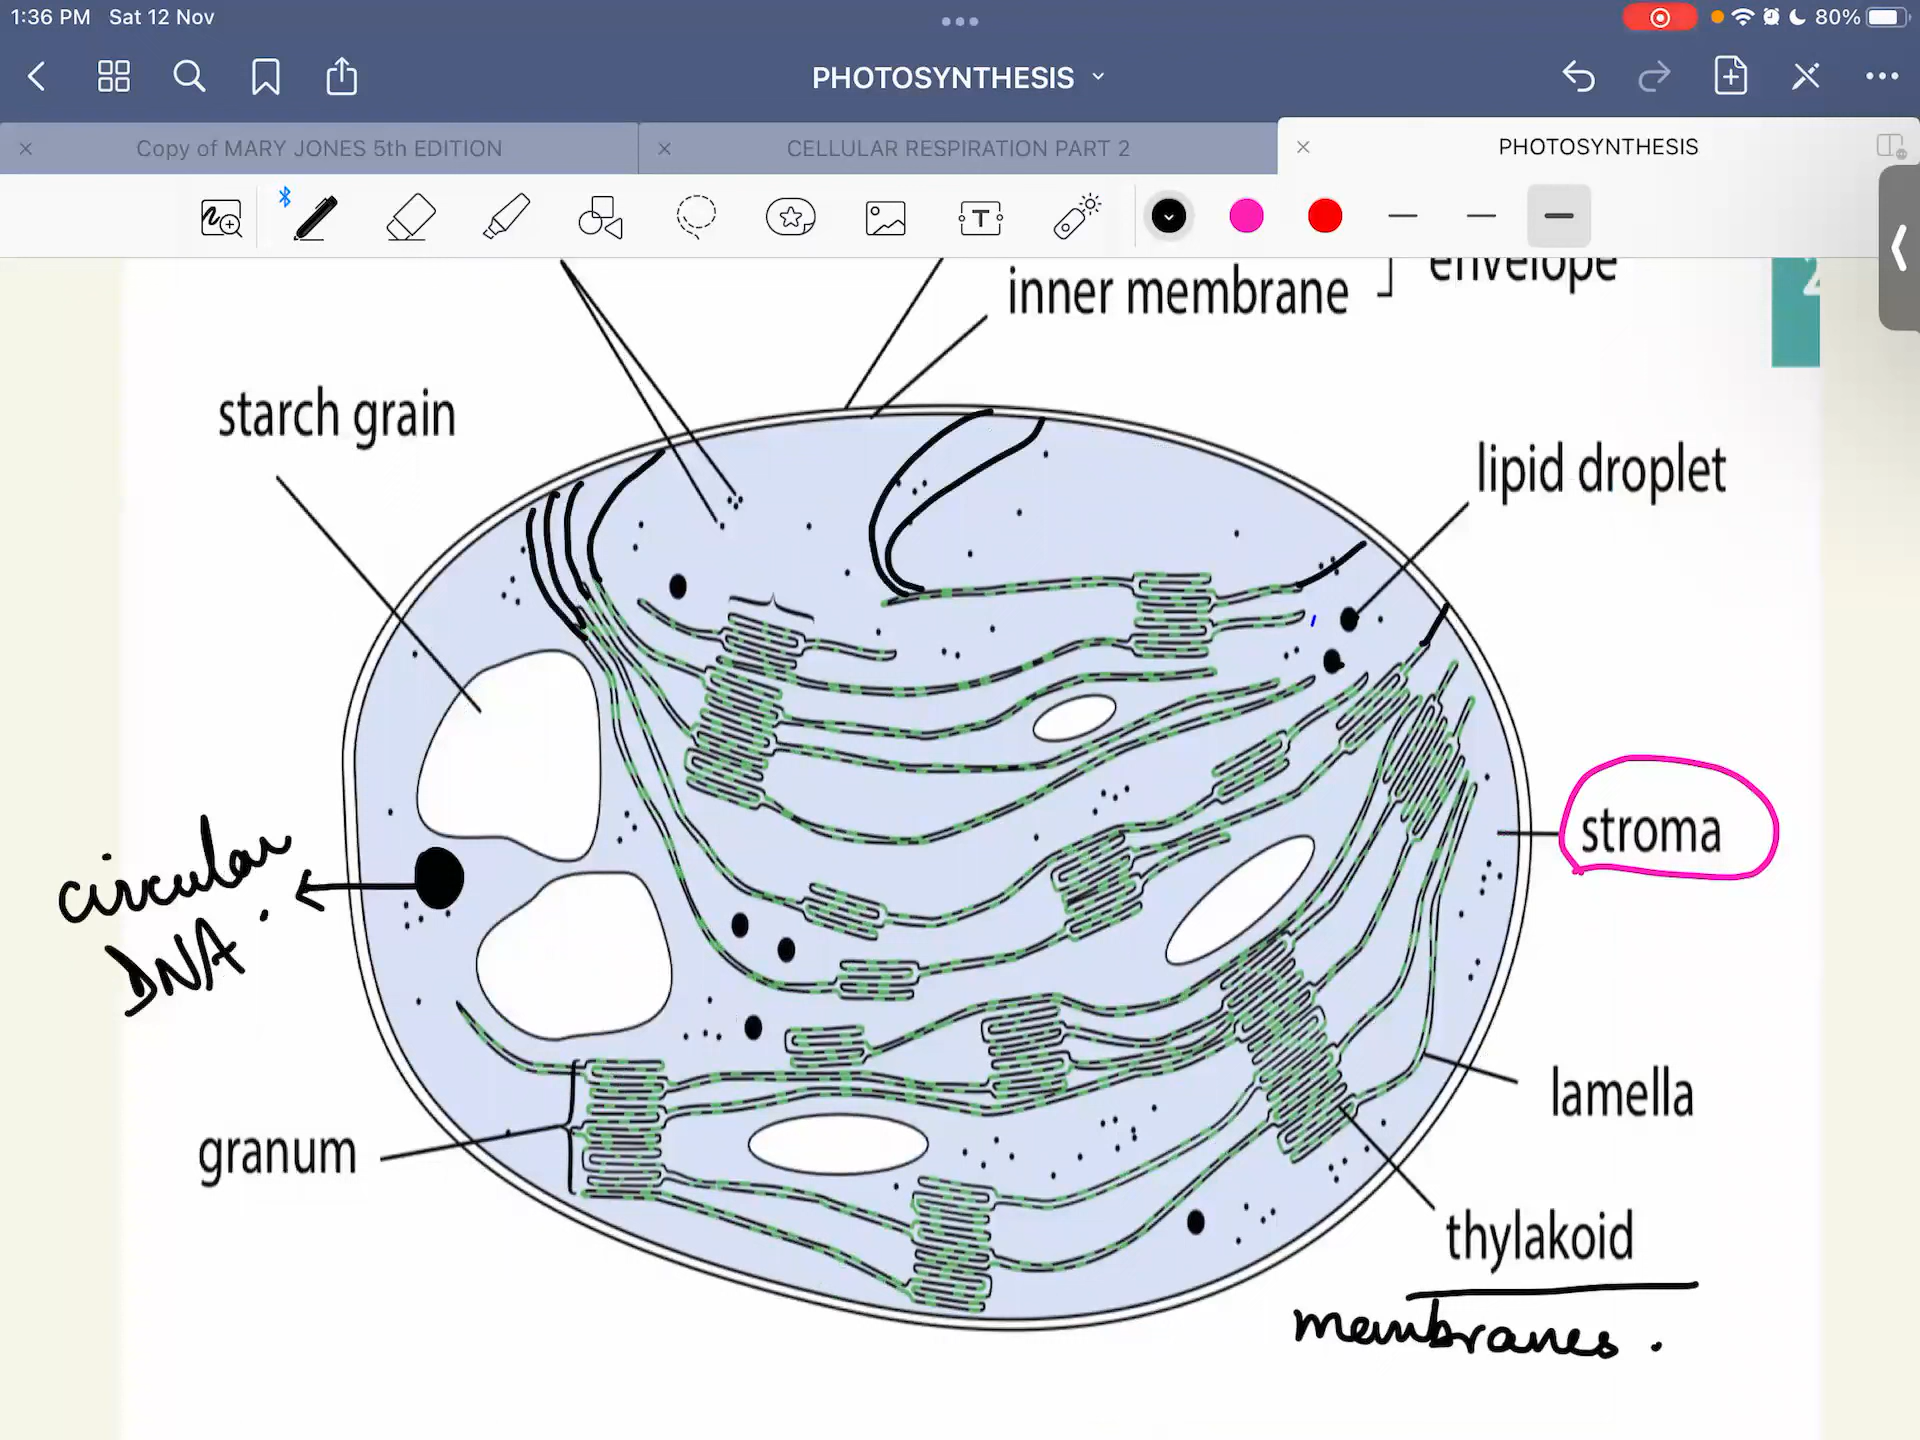 1:36 PM Sat 12 Nov
80%
PHOTOSYNTHESIS
Copy of MARY JONES 5th EDITION
CELLULAR RESPIRATION PART 2
PHOTOSYNTHESIS
T
envelope
inner membrane
2
starch grain
lipid droplet
stroma
circular
DNA.
lamella
granum
thylakoid
membranes.